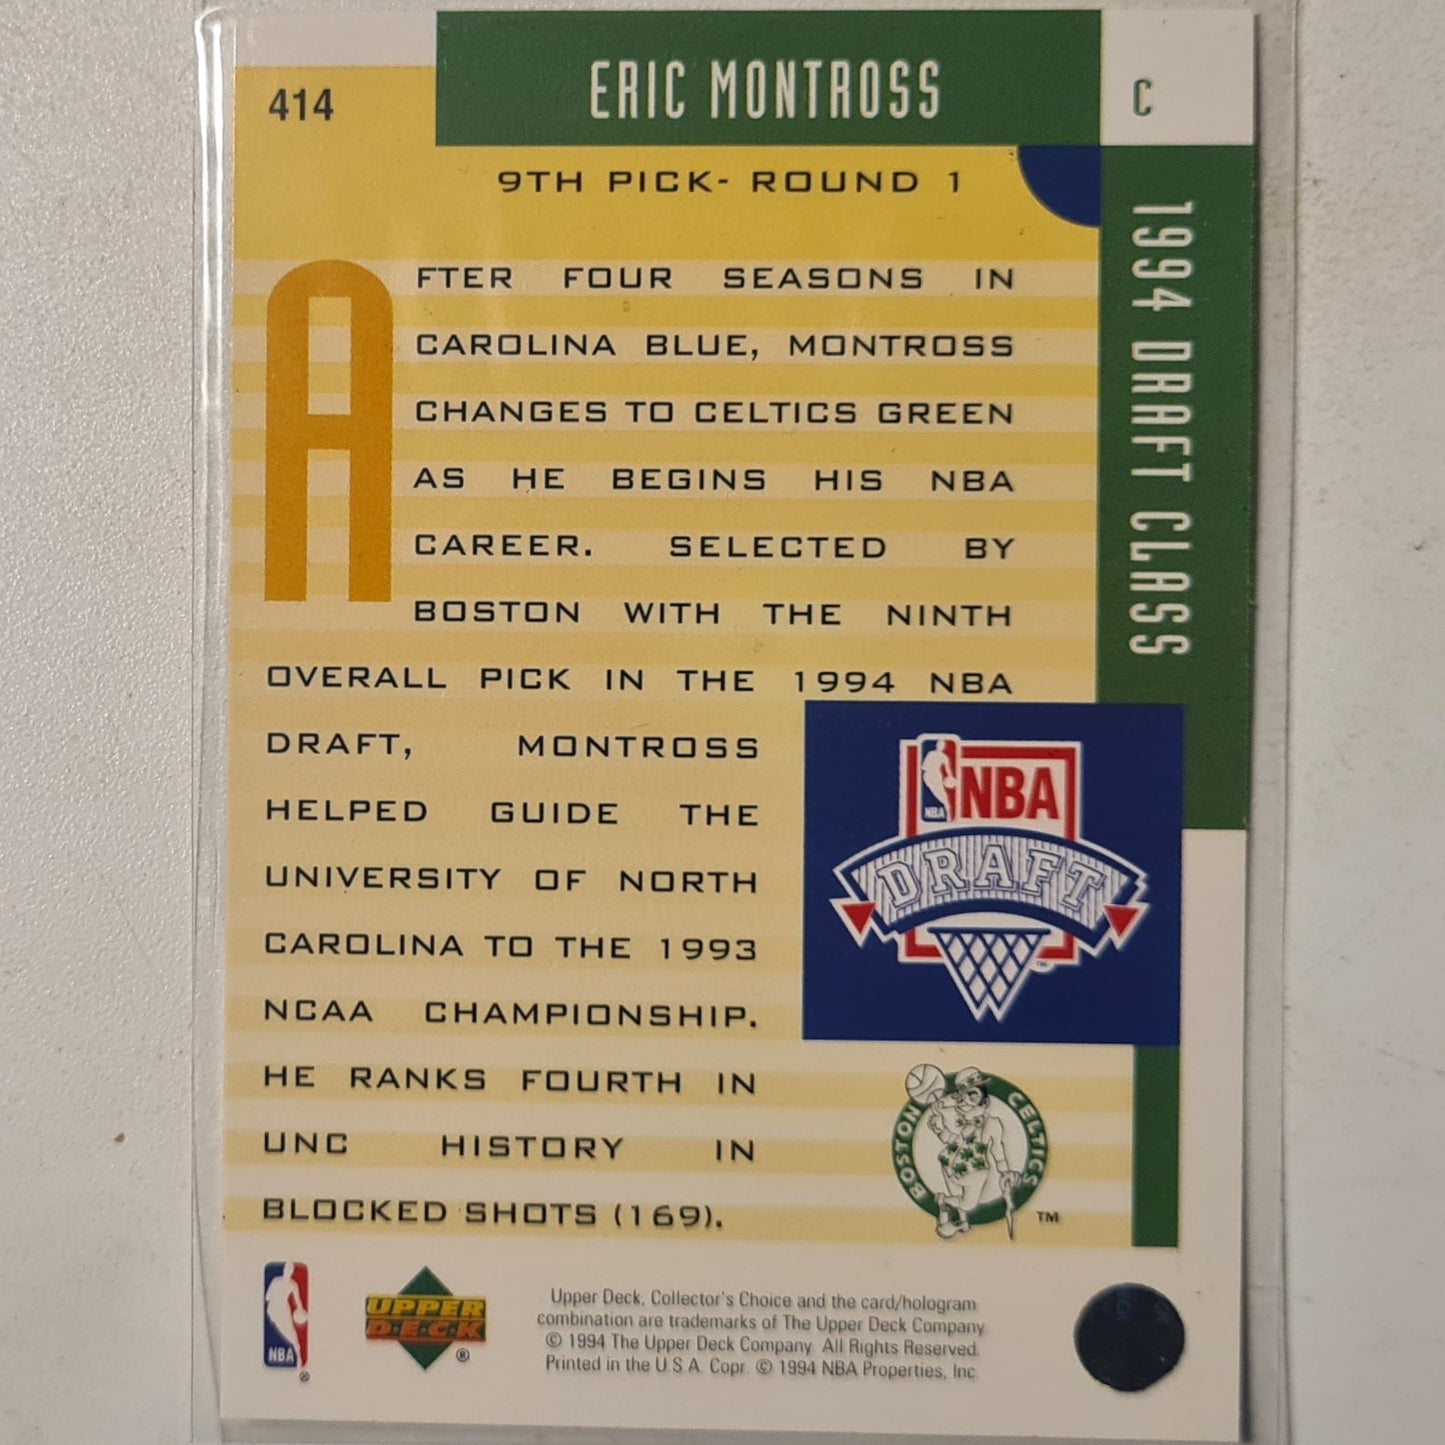 414
ERIC MONTROSS
C
9TH PICK- ROUND 1
1994 DRAFT CLASS
AFTER FOUR SEASONS IN
CAROLINA BLUE, MONTROSS
CHANGES TO CELTICS GREEN
AS HE BEGINS HIS NBA
CAREER. SELECTED BY
BOSTON WITH THE NINTH
OVERALL PICK IN THE 1994 NBA
DRAFT, MONTROSS
HELPED GUIDE THE
UNIVERSITY OF NORTH
CAROLINA TO THE 1993
NCAA CHAMPIONSHIP.
HE RANKS FOURTH IN
UNC HISTORY IN
BLOCKED SHOTS (169).
NBA
NBA
DRAFT
TM
BOSTON CELTICS
TM
NBA
®
UPPER
DECK
®
Upper Deck, Collector's Choice and the card/hologram
combination are trademarks of The Upper Deck Company
© 1994 The Upper Deck Company. All Rights Reserved.
Printed in the U.S.A. Copr. © 1994 NBA Properties, Inc.